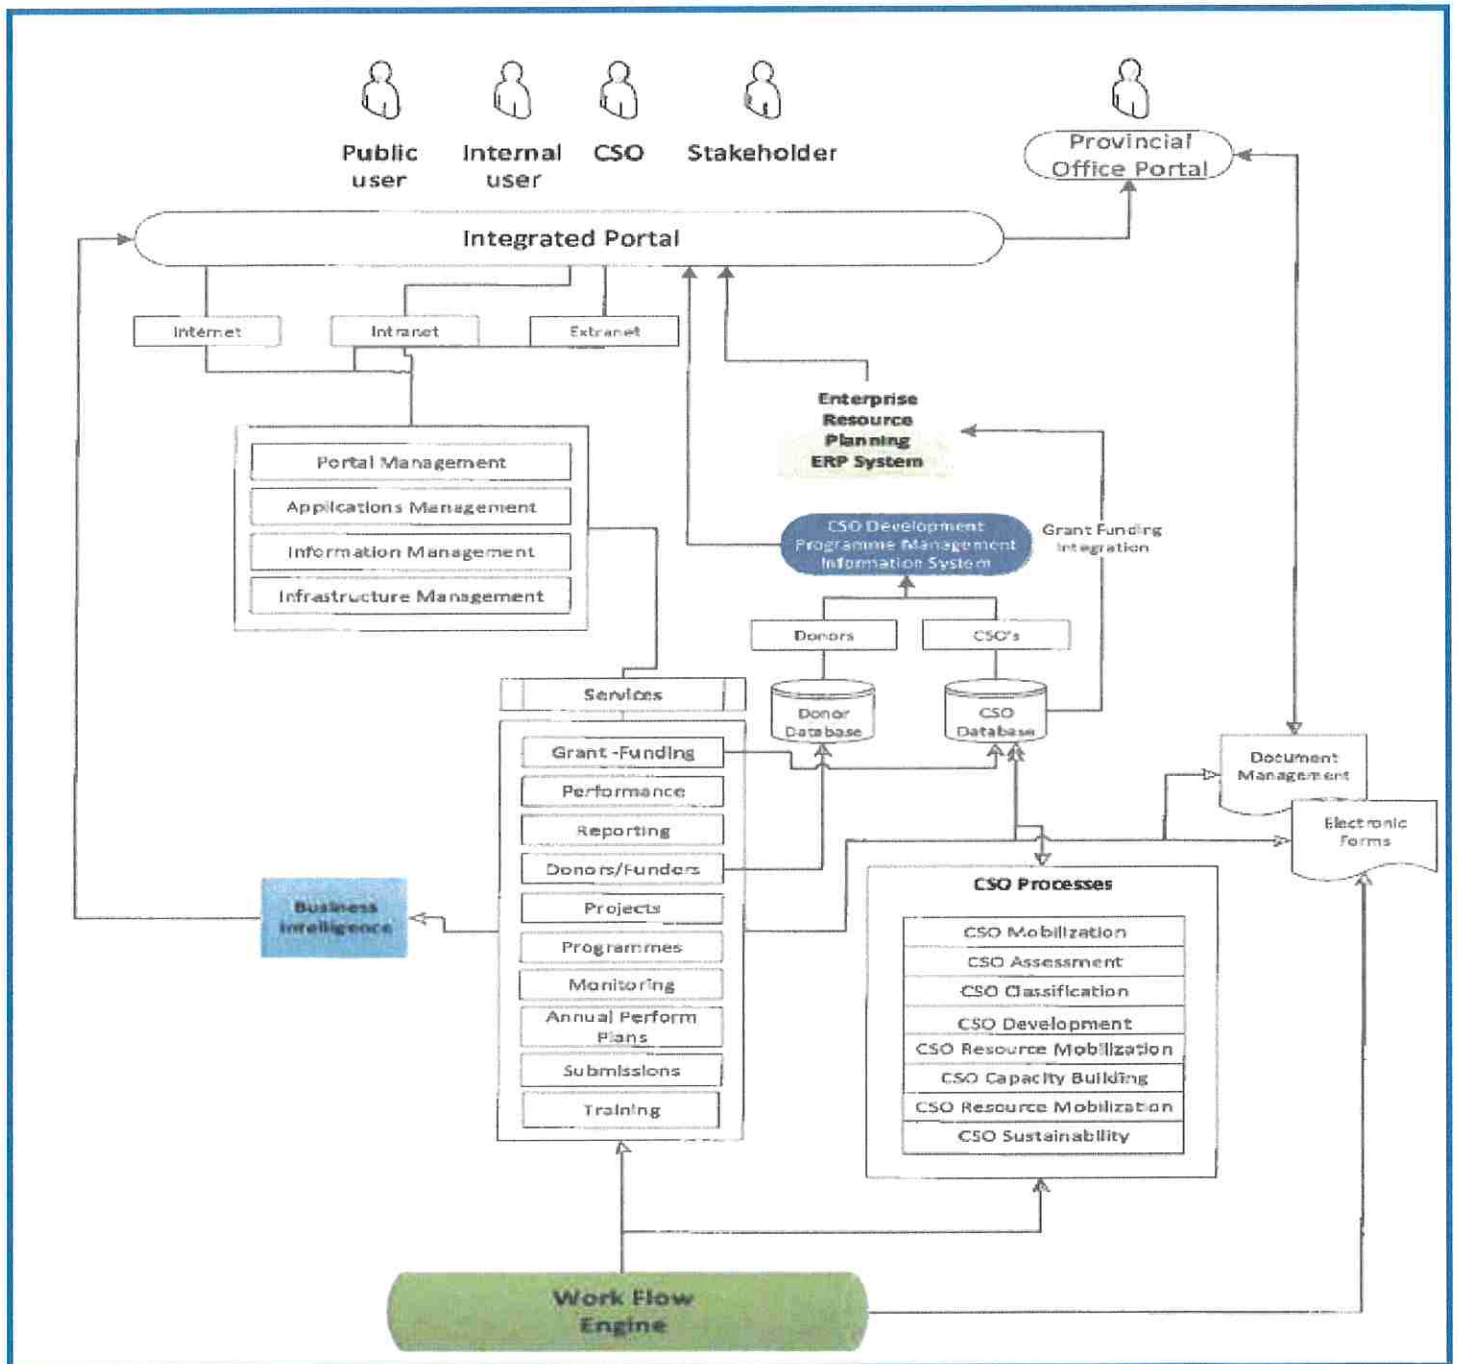 Public
user
Internal
user
CSO
Stakeholder
Provincial
Office Portal
Integrated Portal
Internet
Intranet
Extranet
Enterprise
Resource
Planning
ERP System
Portal Management
Applications Management
Information Management
Infrastructure Management
CSO Development
Programme Management
Information System
Grant Funding
Integration
Donors
CSO's
Services
Donor
Database
CSO
Database
Grant -Funding
Performance
Reporting
Donors/Funders
Projects
Programmes
Monitoring
Annual Perform
Plans
Submissions
Training
Document
Management
Electronic
Forms
Business
Intelligence
CSO Processes
CSO Mobilization
CSO Assessment
CSO Classification
CSO Development
CSO Resource Mobilization
CSO Capacity Building
CSO Resource Mobilization
CSO Sustainability
Work Flow
Engine